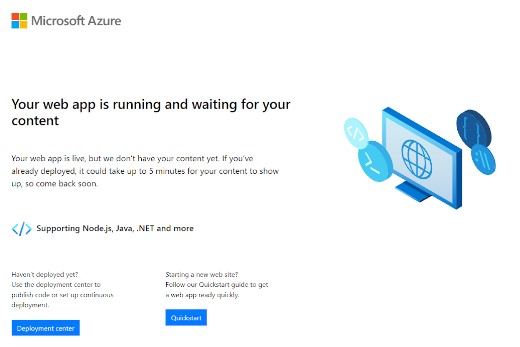 Microsoft Azure
Your web app is running and waiting for your
content
Your web app is live, but we don't have your content yet. If you've
already deployed, it could take up to 5 minutes for your content to show
up, so come back soon.
</> Supporting Node.js, Java, .NET and more
Haven't deployed yet?
Use the deployment center to
publish code or set up continuous
deployment.
Deployment center
Starting a new web site?
Follow our Quickstart guide to get
a web app ready quickly.
Quickstart